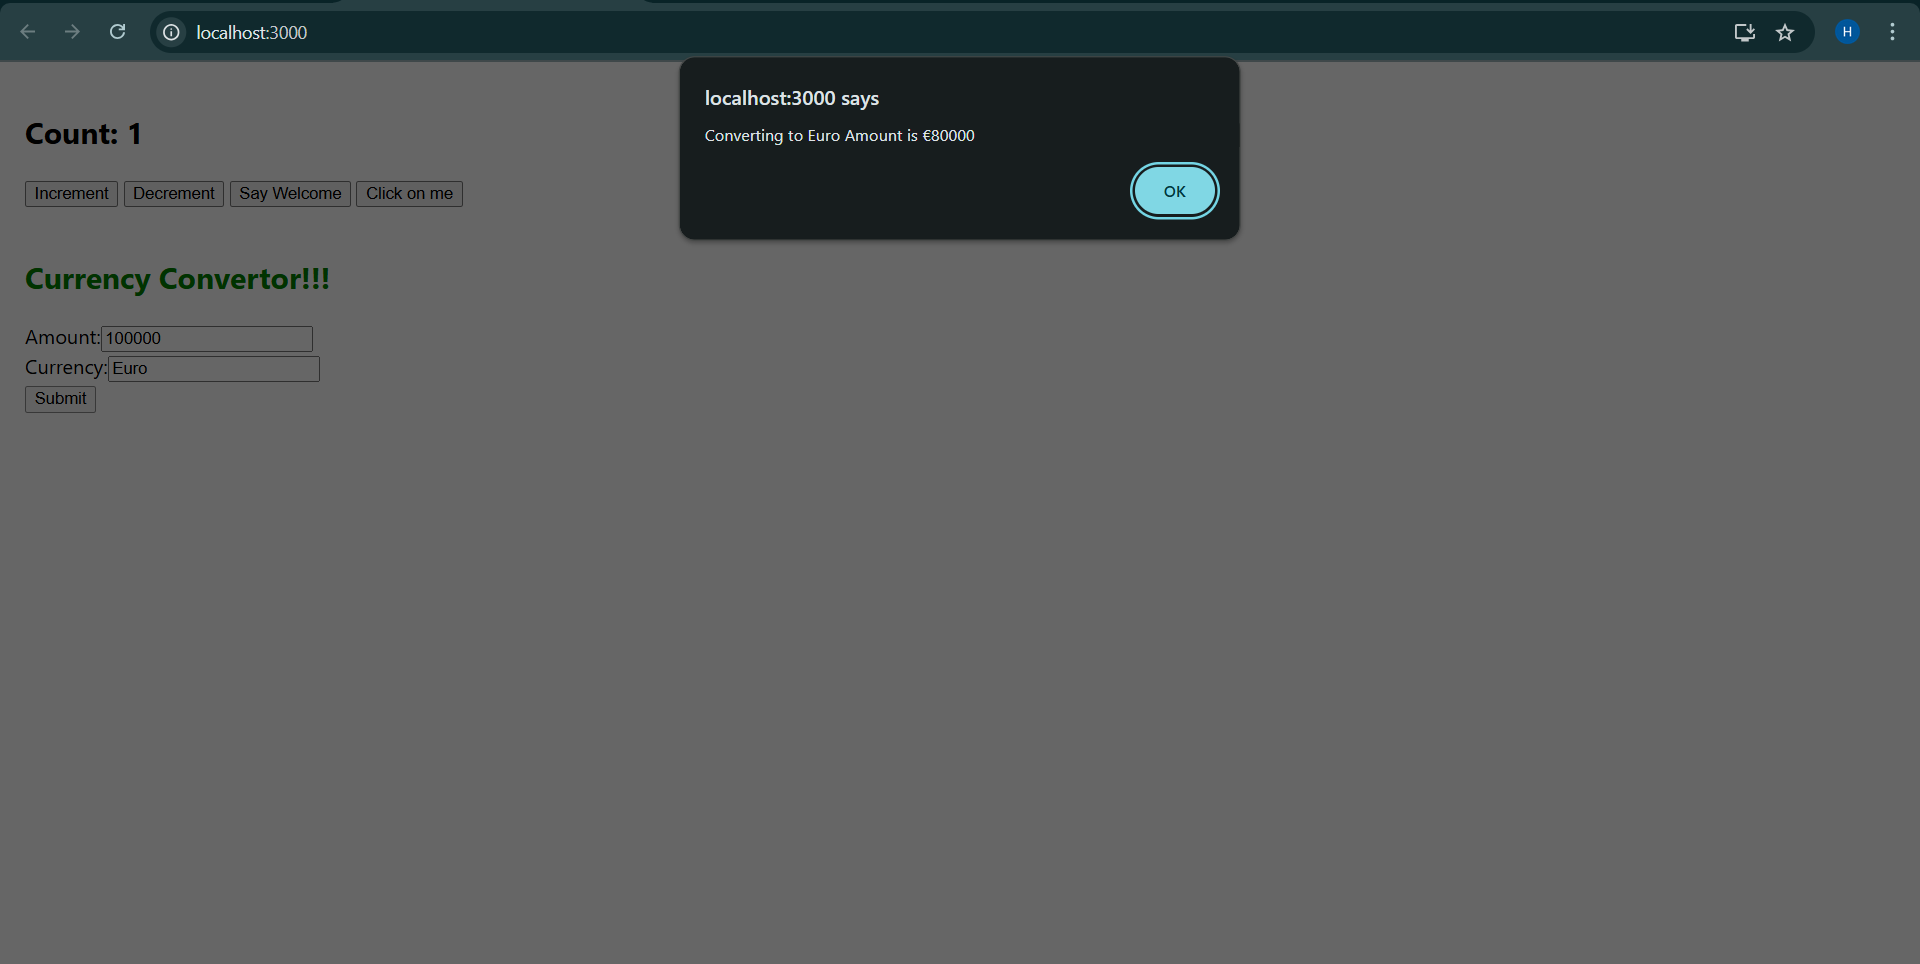 localhost:3000
H
localhost:3000 says
Converting to Euro Amount is €80000
OK
Count: 1
Increment Decrement Say Welcome Click on me
Currency Convertor!!!
Amount:100000
Currency:Euro
Submit